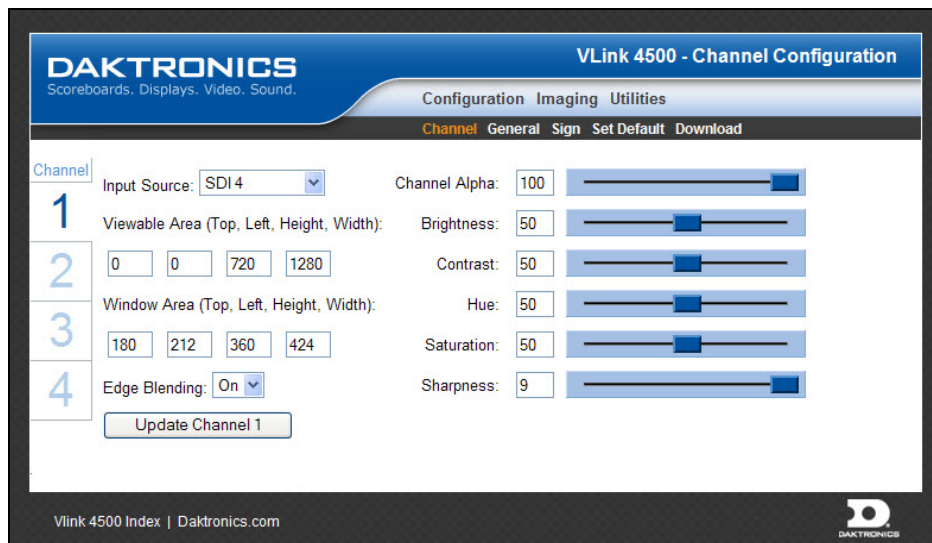 DAKTRONICS
Scoreboards. Displays. Video. Sound.
VLink 4500 - Channel Configuration
Configuration Imaging Utilities
Channel General Sign Set Default Download
Channel
1
2
3
4
Input Source: SDI 4
Viewable Area (Top, Left, Height, Width):
0 0 720 1280
Window Area (Top, Left, Height, Width):
180 212 360 424
Edge Blending: On
Update Channel 1
Channel Alpha: 100
Brightness: 50
Contrast: 50
Hue: 50
Saturation: 50
Sharpness: 9
Vlink 4500 Index | Daktronics.com
DAKTRONICS